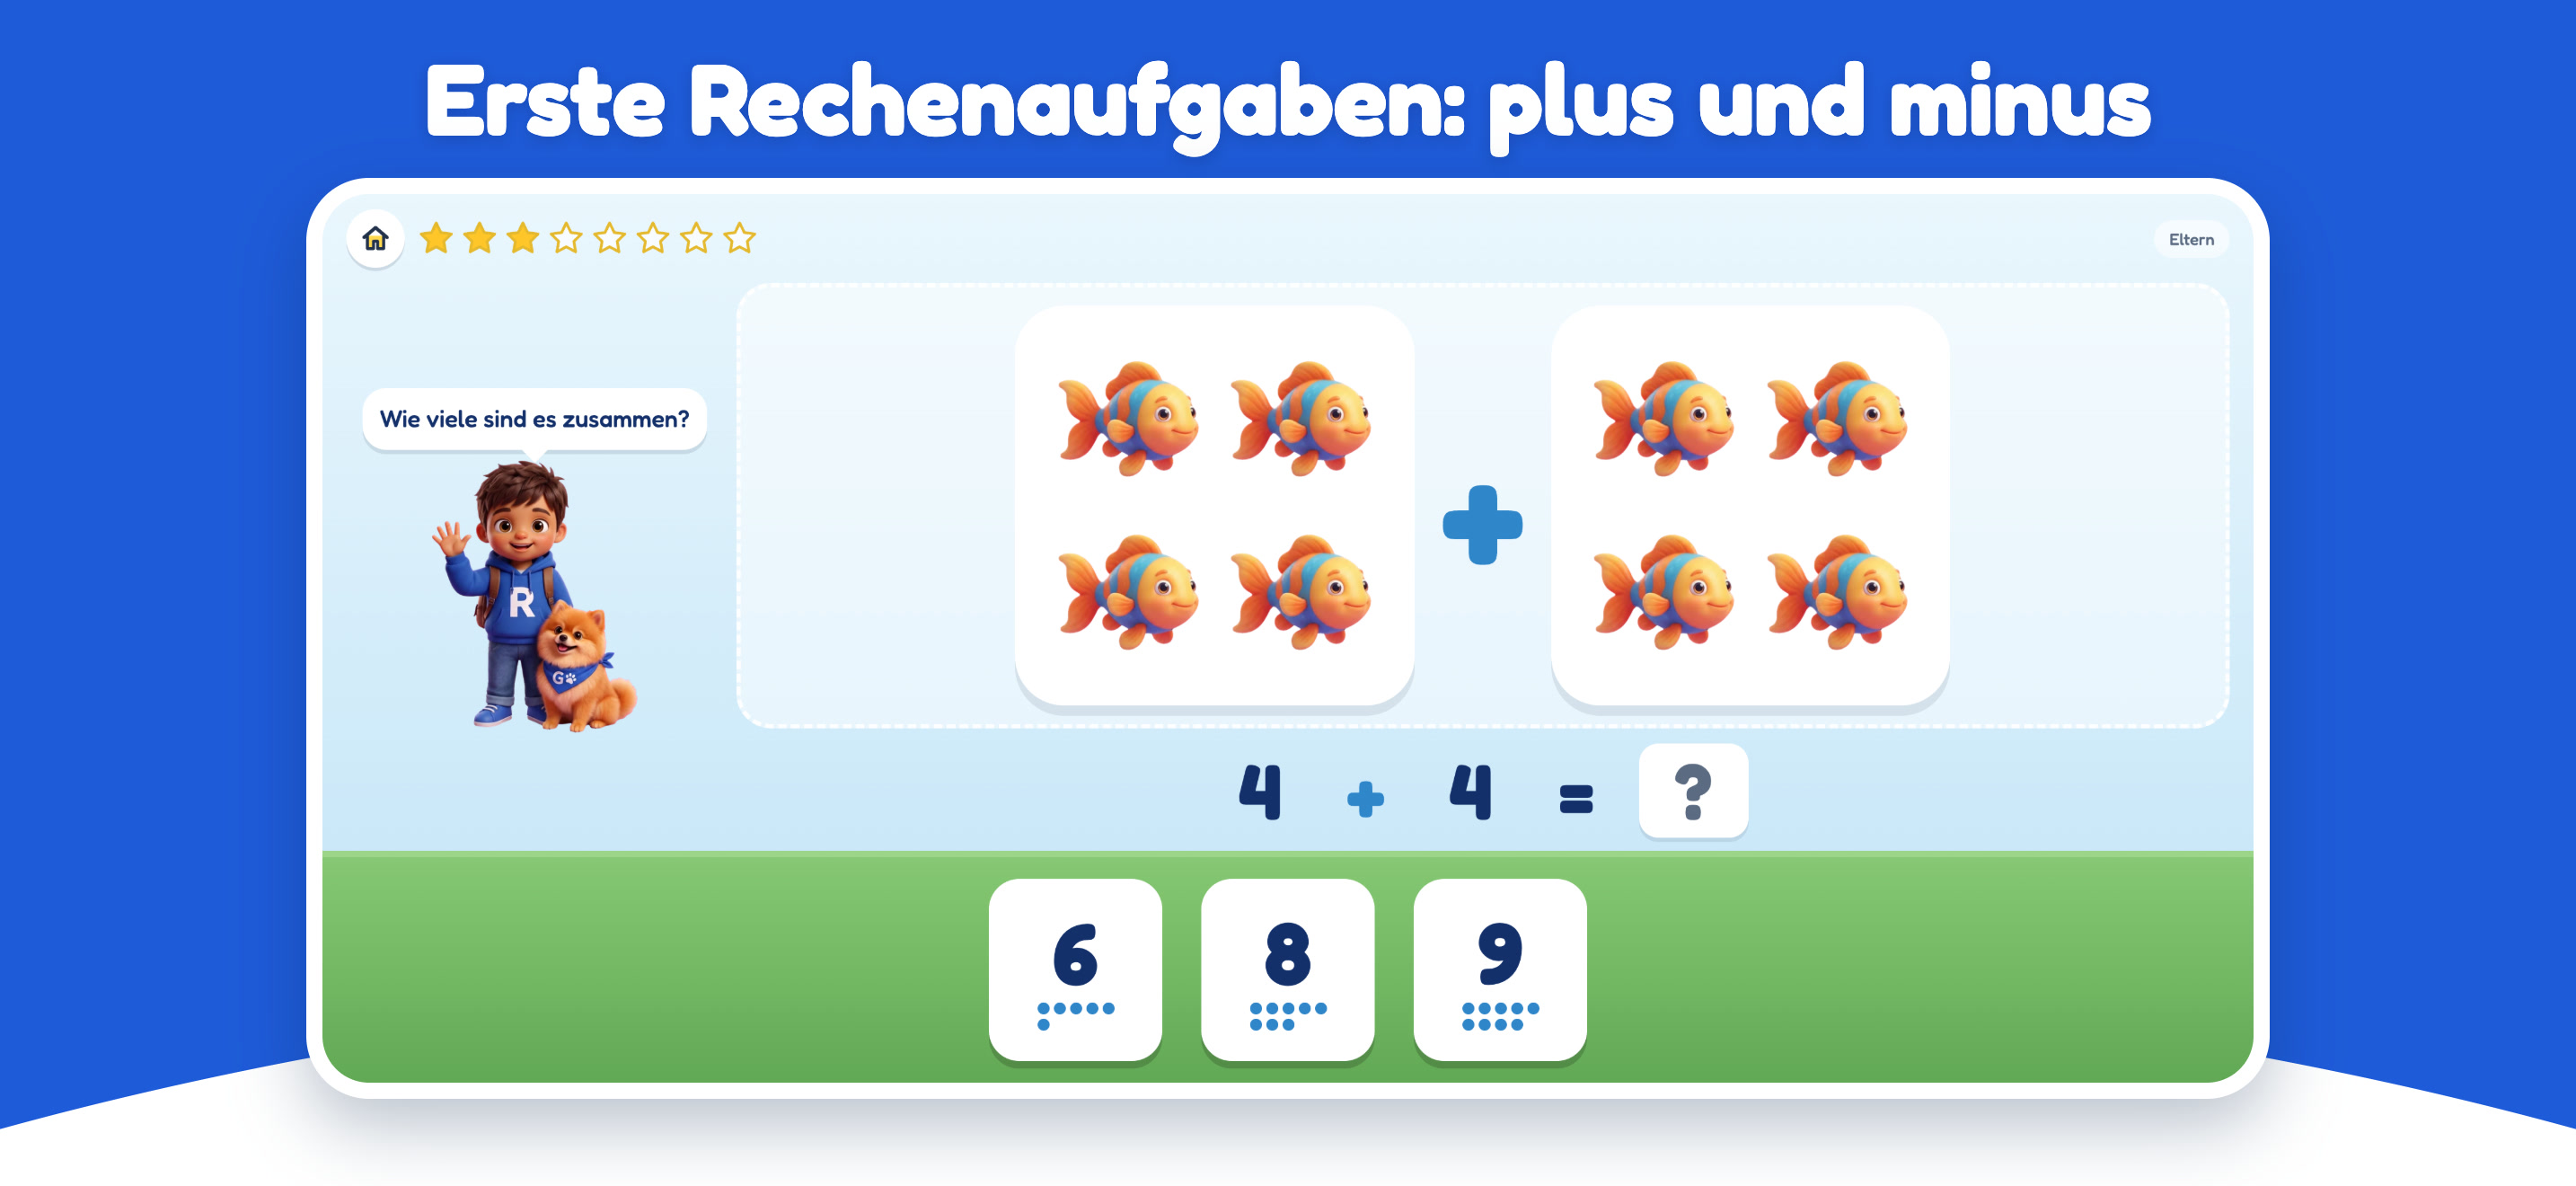 Erste Rechenaufgaben: plus und minus
Eltern
Wie viele sind es zusammen?
R
G
4 + 4 = ?
6 8 9